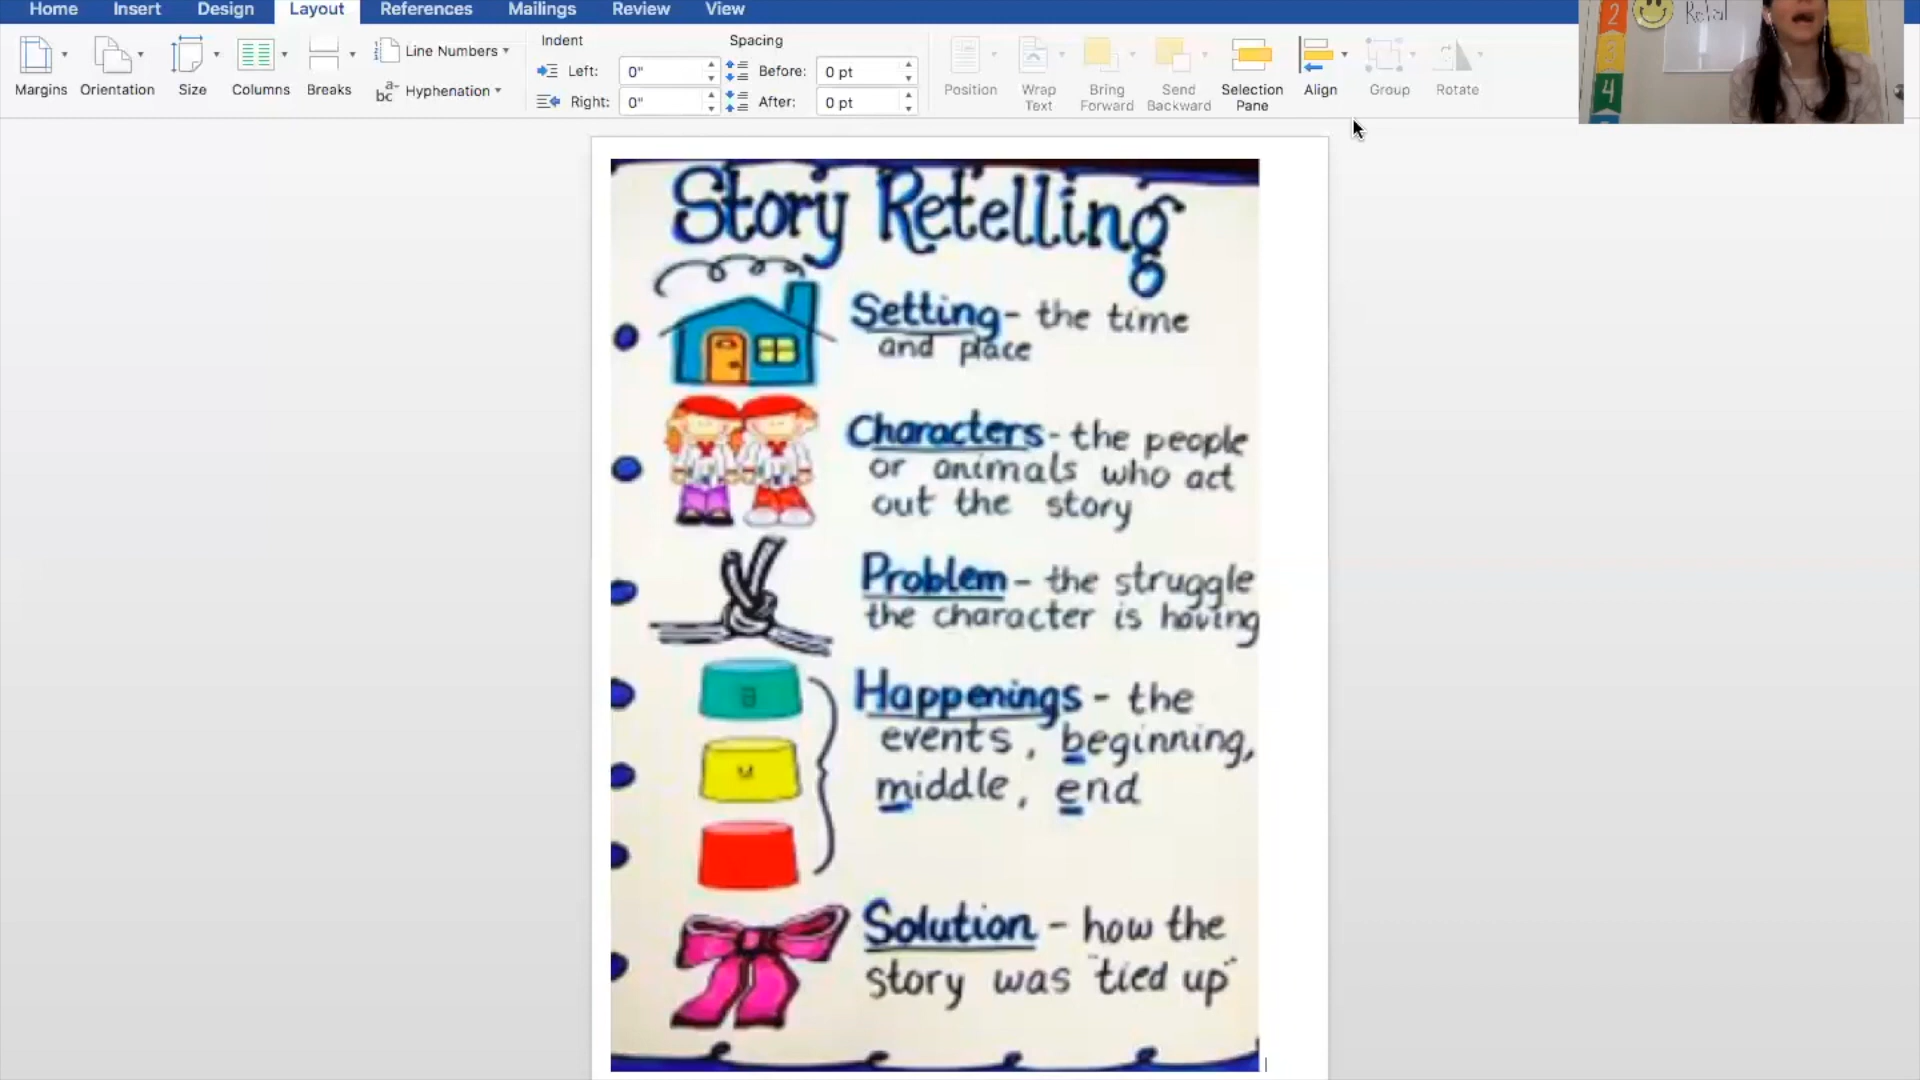 Home Insert Design Layout References Mailings Review View
Margins
Orientation
Size
Columns
Breaks
Line Numbers
Hyphenation
Indent
Left: 0"
Right: 0"
Spacing
Before: 0 pt
After: 0 pt
Position
Wrap
Text
Bring
Forward
Send
Backward
Selection
Pane
Align
Group
Rotate
2
3
4
Story Retelling
Setting - the time
and place
Characters - the people
or animals who act
out the story
Problem - the struggle
the character is having
Happenings - the
events, beginning,
middle, end
Solution - how the
story was "tied up"